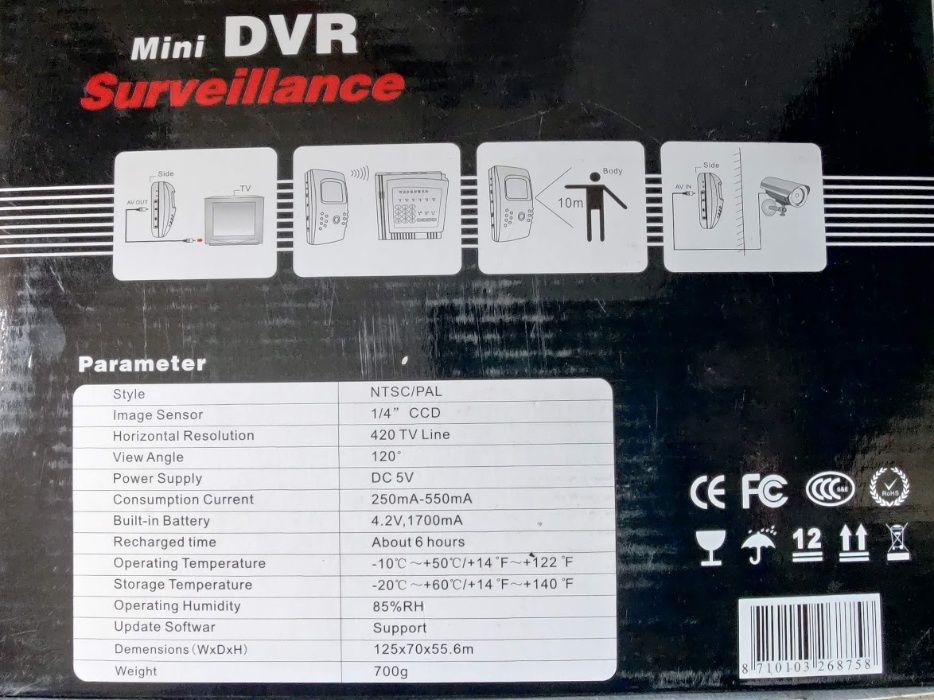 Mini DVR
Surveillance
Side
TV
AV OUT
Body
10m
Side
AV IN
Parameter
Style NTSC/PAL
Image Sensor 1/4” CCD
Horizontal Resolution 420 TV Line
View Angle 120°
Power Supply DC 5V
Consumption Current 250mA-550mA
Built-in Battery 4.2V,1700mA
Recharged time About 6 hours
Operating Temperature -10℃～+50℃/+14℉～+122℉
Storage Temperature -20℃～+60℃/+14℉～+140℉
Operating Humidity 85%RH
Update Softwar Support
Demensions(WxDxH) 125x70x55.6m
Weight 700g
CE FC CCC S&E RoHS
12
8 710103 268758